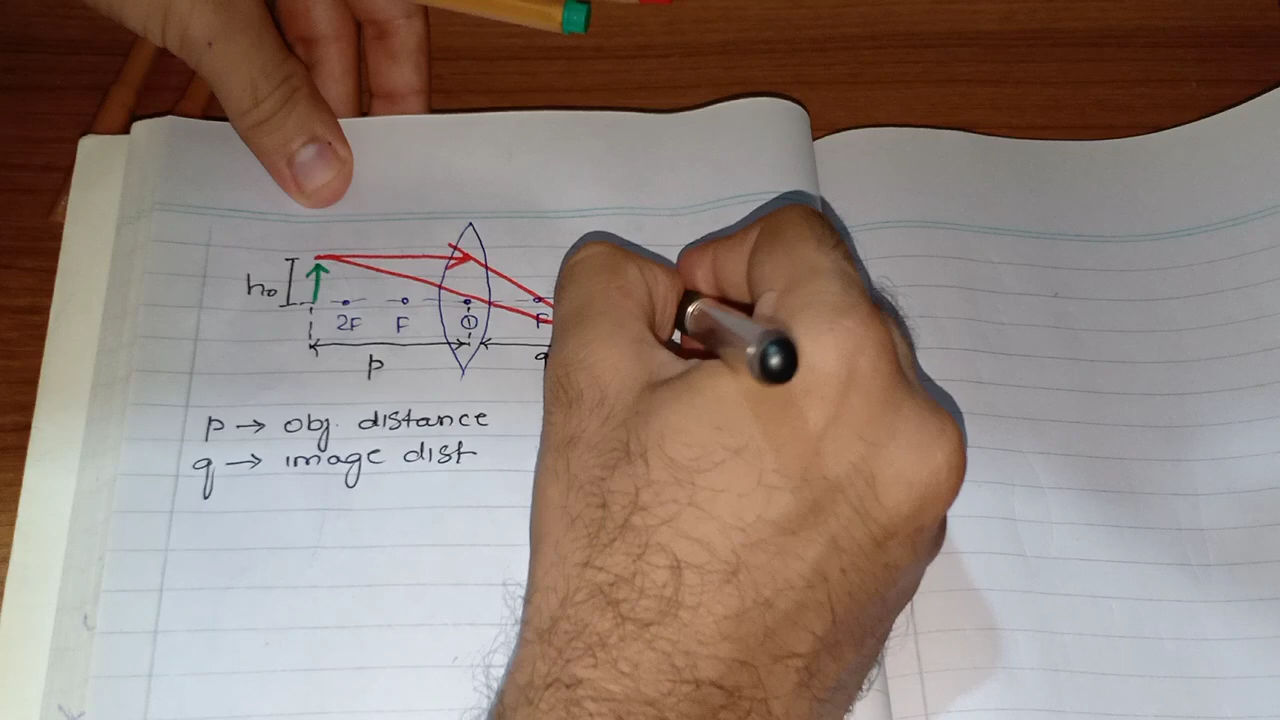 h₀
2F F O F
p q
p → obj. distance
q → image dist